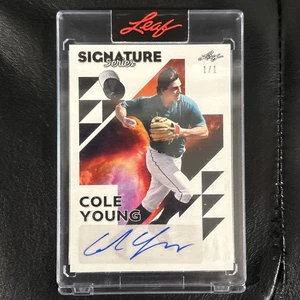 Leaf
SIGNATURE
Series
Leaf
1/1
COLE
YOUNG